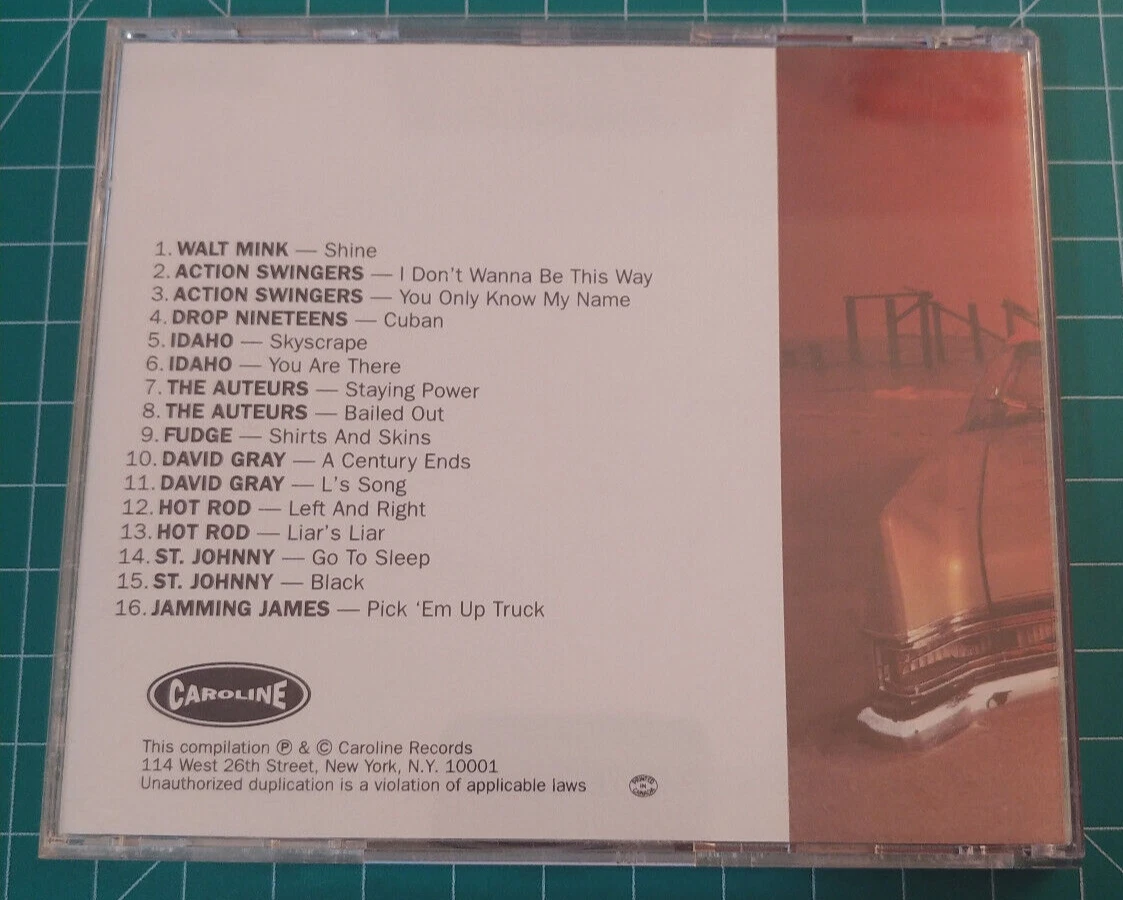 1. WALT MINK — Shine
2. ACTION SWINGERS — I Don't Wanna Be This Way
3. ACTION SWINGERS — You Only Know My Name
4. DROP NINETEENS — Cuban
5. IDAHO — Skyscrape
6. IDAHO — You Are There
7. THE AUTEURS — Staying Power
8. THE AUTEURS — Bailed Out
9. FUDGE — Shirts And Skins
10. DAVID GRAY — A Century Ends
11. DAVID GRAY — L's Song
12. HOT ROD — Left And Right
13. HOT ROD — Liar's Liar
14. ST. JOHNNY — Go To Sleep
15. ST. JOHNNY — Black
16. JAMMING JAMES — Pick 'Em Up Truck
CAROLINE
This compilation ℗ & © Caroline Records
114 West 26th Street, New York, N.Y. 10001
Unauthorized duplication is a violation of applicable laws
PRINTED
IN
CANADA